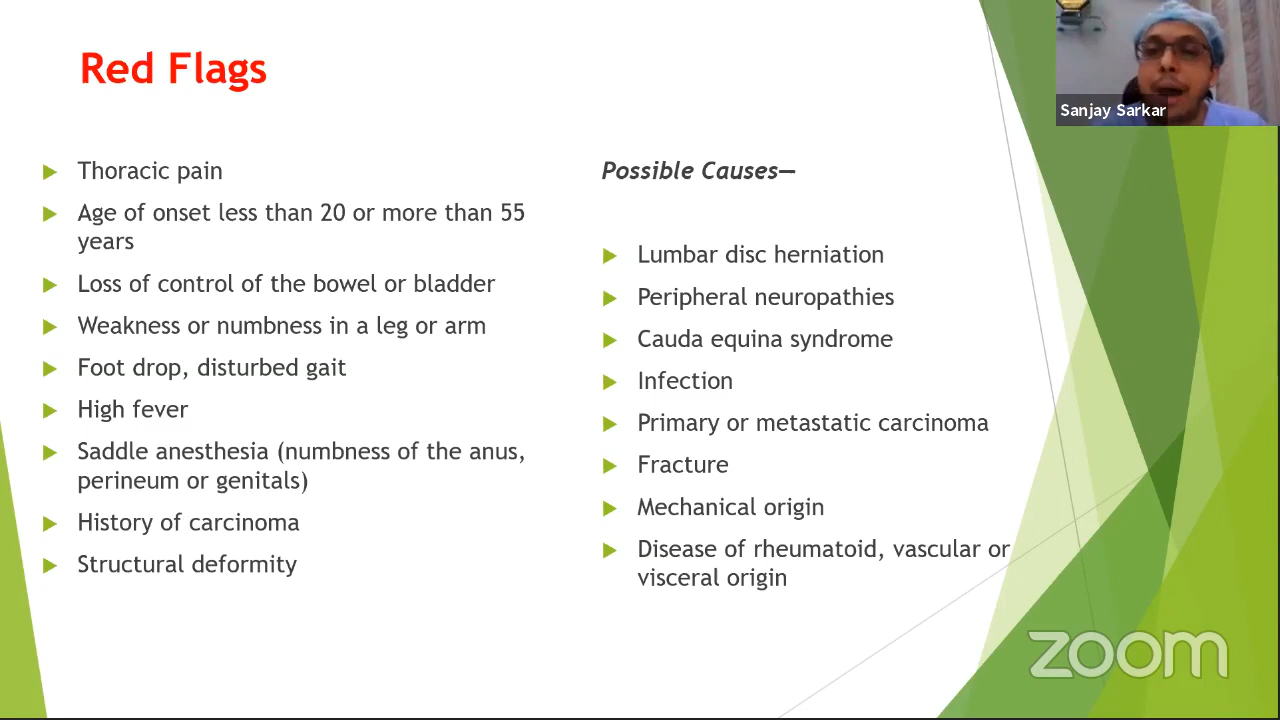 Red Flags
Thoracic pain
Age of onset less than 20 or more than 55
years
Loss of control of the bowel or bladder
Weakness or numbness in a leg or arm
Foot drop, disturbed gait
High fever
Saddle anesthesia (numbness of the anus,
perineum or genitals)
History of carcinoma
Structural deformity
Possible Causes—
Lumbar disc herniation
Peripheral neuropathies
Cauda equina syndrome
Infection
Primary or metastatic carcinoma
Fracture
Mechanical origin
Disease of rheumatoid, vascular or
visceral origin
Sanjay Sarkar
zoom